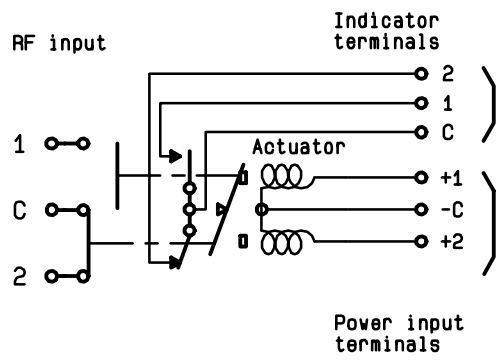 Indicator
terminals
RF input
2
1
C
Actuator
1
+1
C
-C
+2
2
Power input
terminals